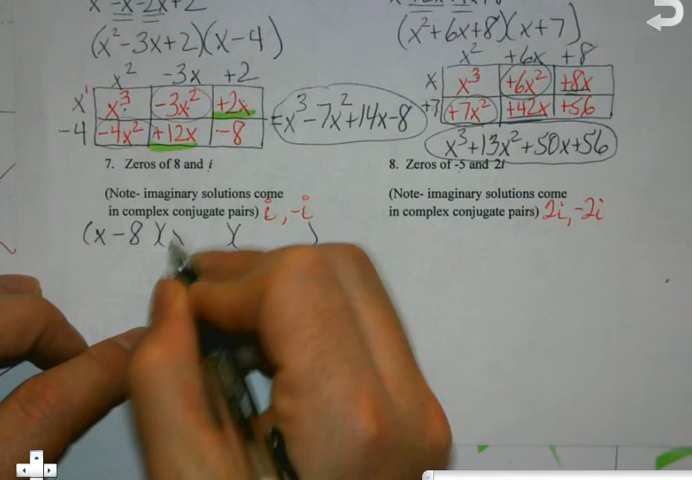 (x²-3x+2)(x-4)
x² -3x +2
x x³ -3x² +2x
-4 -4x² +12x -8
=x³-7x²+14x-8
(x²+6x+8)(x+7)
x² +6x +8
x x³ +6x² +8x
+7 +7x² +42x +56
x³+13x²+50x+56
7. Zeros of 8 and i
(Note- imaginary solutions come
in complex conjugate pairs) i, -i
(x-8)(x )( )
8. Zeros of -5 and 2i
(Note- imaginary solutions come
in complex conjugate pairs) 2i, -2i